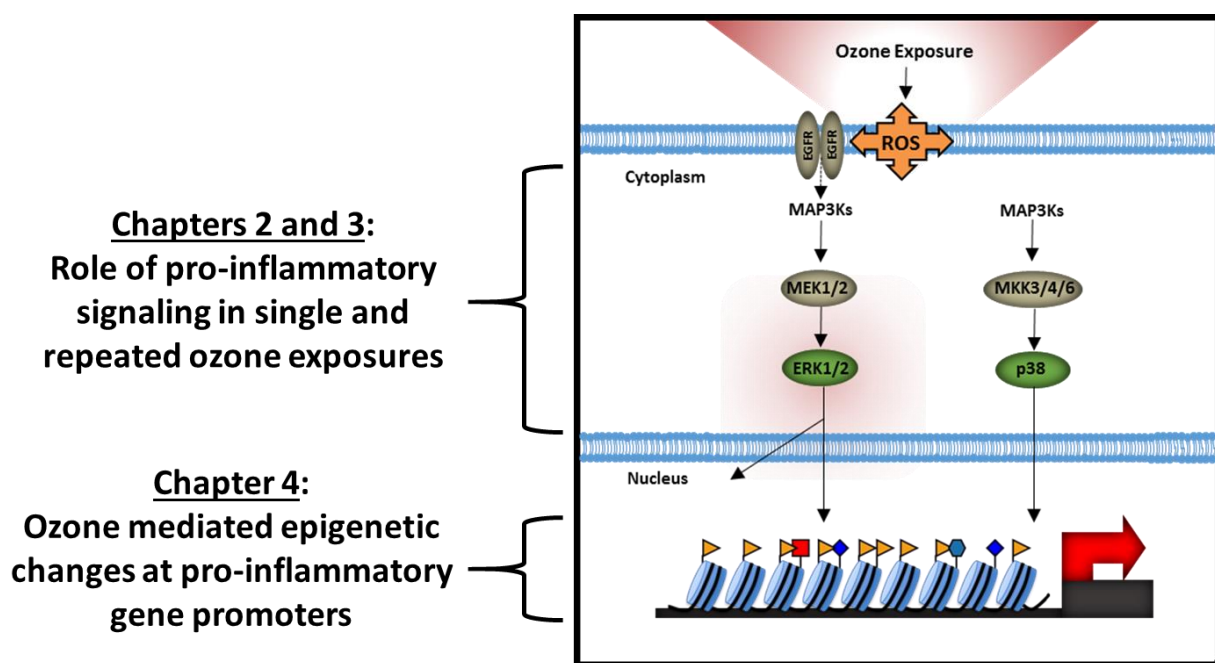 Chapters 2 and 3:
Role of pro-inflammatory
signaling in single and
repeated ozone exposures
Chapter 4:
Ozone mediated epigenetic
changes at pro-inflammatory
gene promoters
Ozone Exposure
EGFR
EGFR
ROS
Cytoplasm
MAP3Ks
MAP3Ks
MEK1/2
MKK3/4/6
ERK1/2
p38
Nucleus